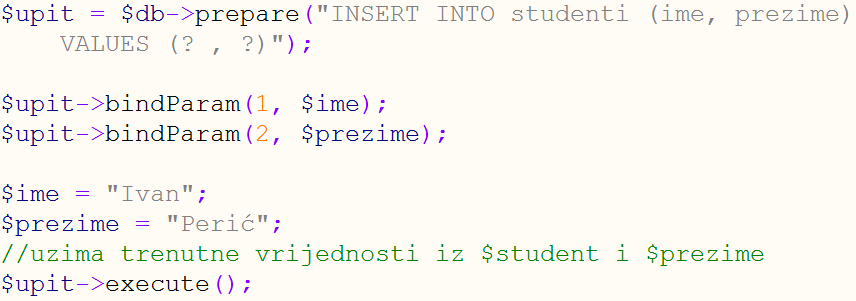 $upit = $db->prepare("INSERT INTO studenti (ime, prezime)
VALUES (? , ?)");
$upit->bindParam(1, $ime);
$upit->bindParam(2, $prezime);
$ime = "Ivan";
$prezime = "Perić";
//uzima trenutne vrijednosti iz $student i $prezime
$upit->execute();